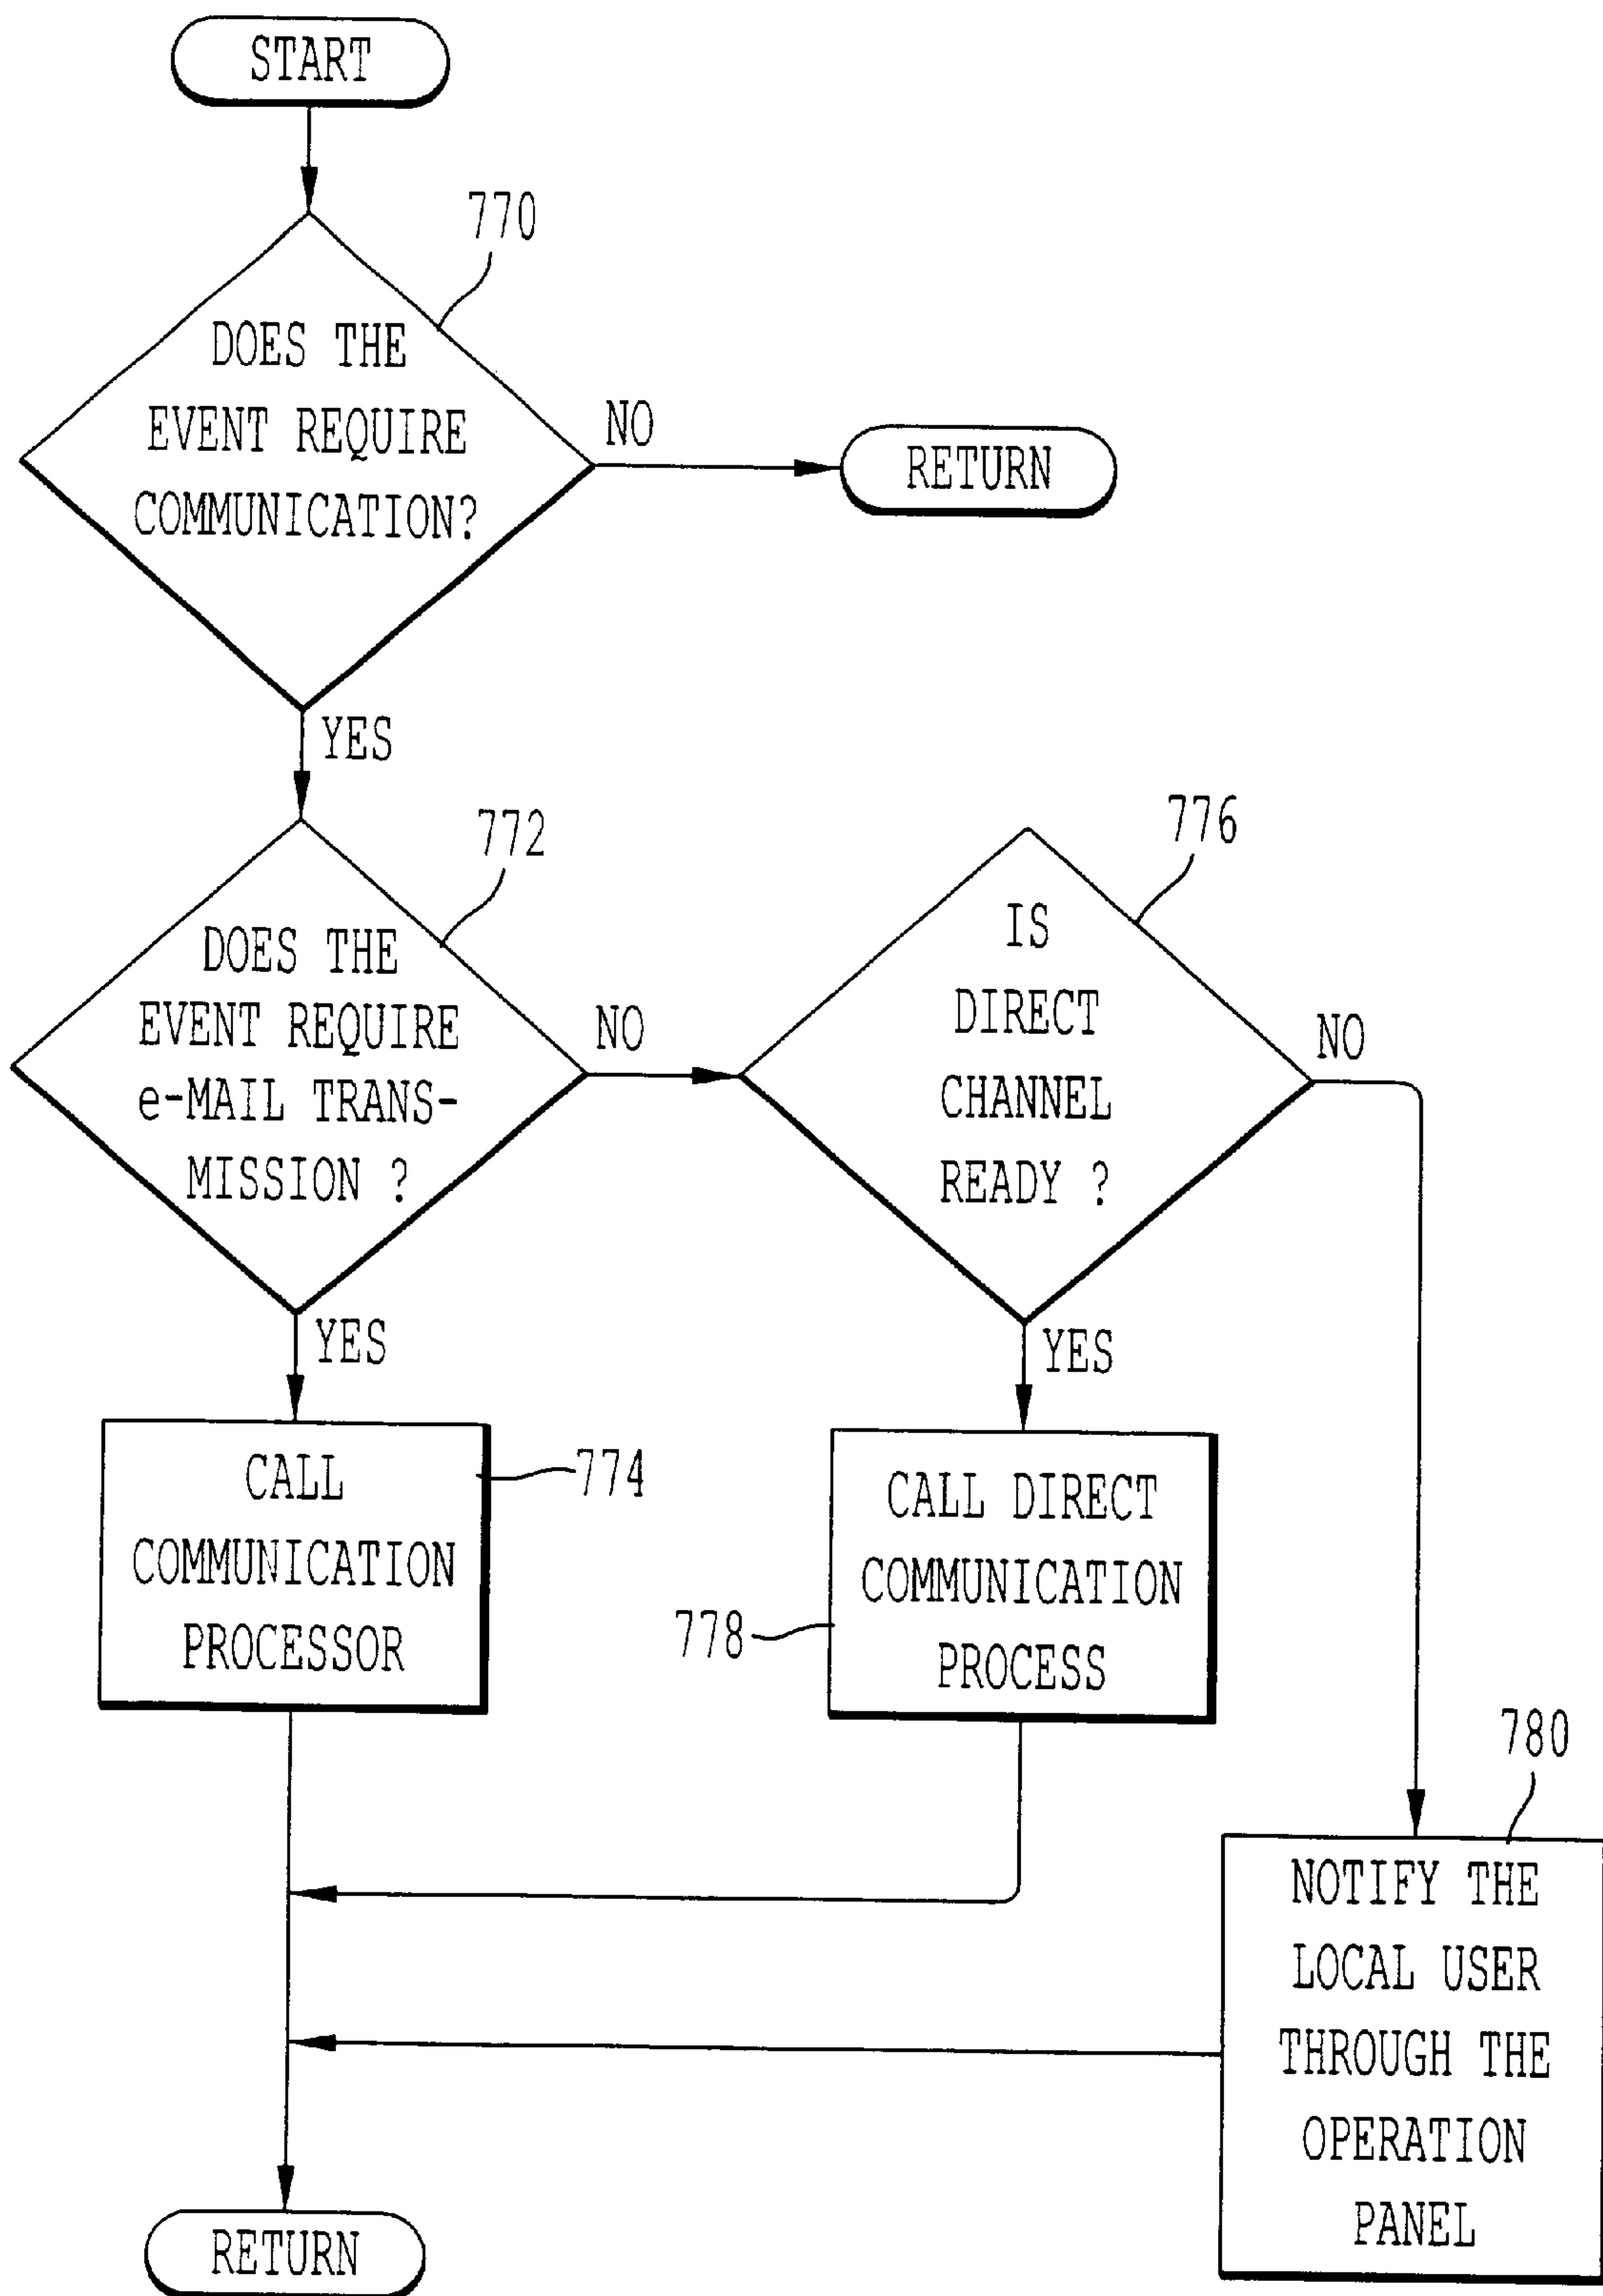 START
770
DOES THE
EVENT REQUIRE
COMMUNICATION?
NO
RETURN
YES
772
DOES THE
EVENT REQUIRE
e-MAIL TRANS-
MISSION ?
NO
776
IS
DIRECT
CHANNEL
READY ?
NO
YES
YES
CALL
COMMUNICATION
PROCESSOR
774
CALL DIRECT
COMMUNICATION
PROCESS
778
780
NOTIFY THE
LOCAL USER
THROUGH THE
OPERATION
PANEL
RETURN